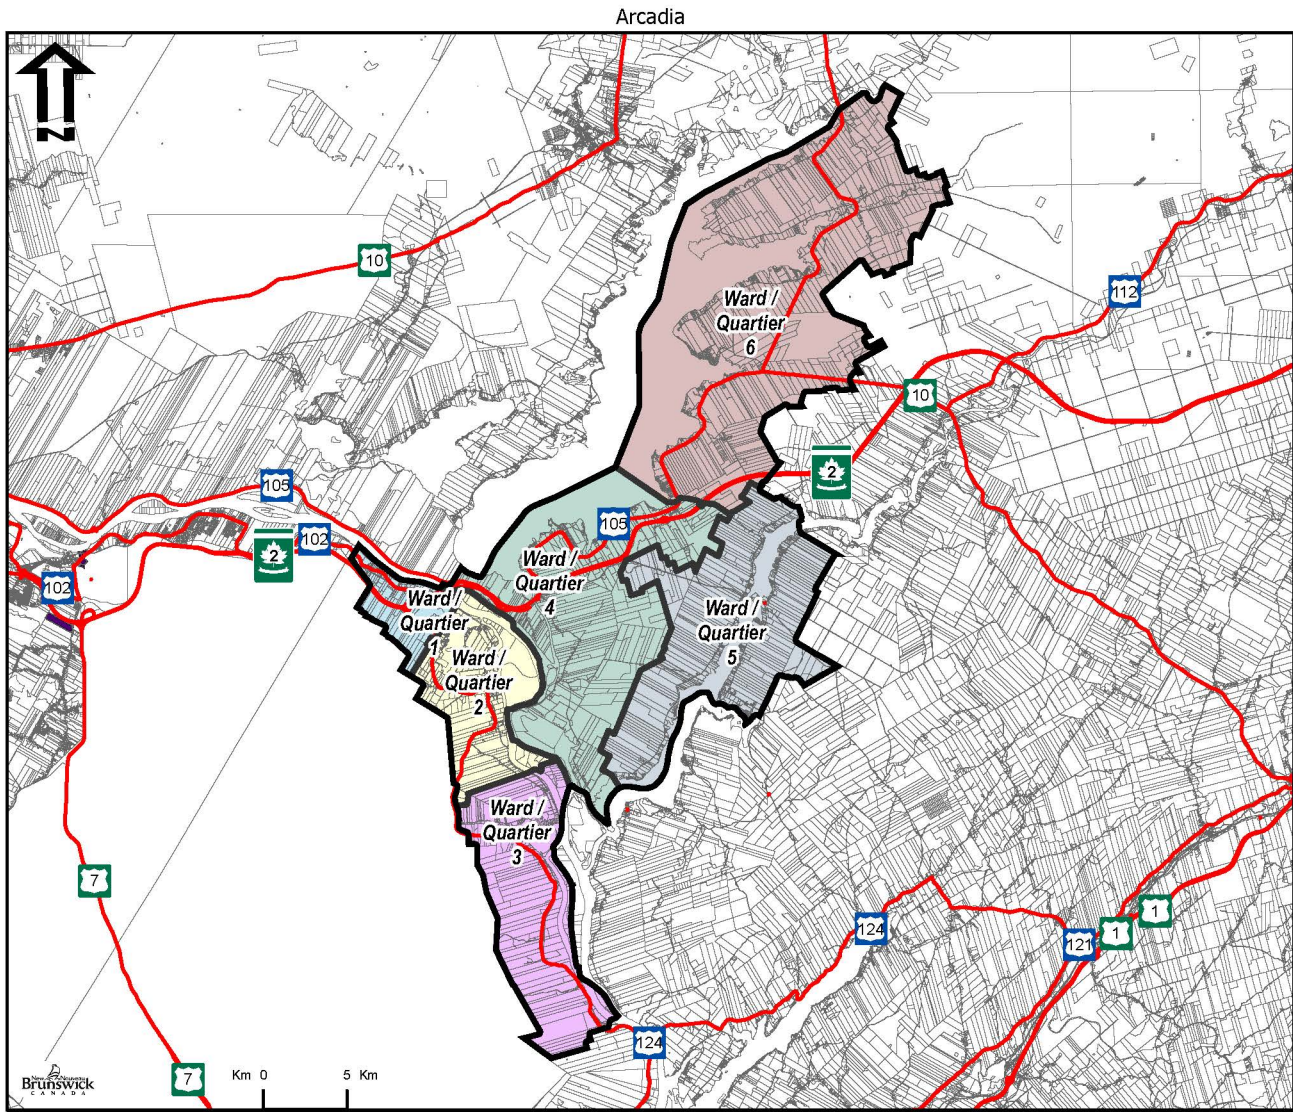 Arcadia
N
10
112
Ward /
Quartier
6
10
2
105
105
102
2
102
Ward /
Quartier
4
Ward /
Quartier
1
Ward /
Quartier
5
Ward /
Quartier
2
Ward /
Quartier
3
7
124
1
1
121
124
7
New Nouveau
Brunswick
CANADA
Km 0 5 Km